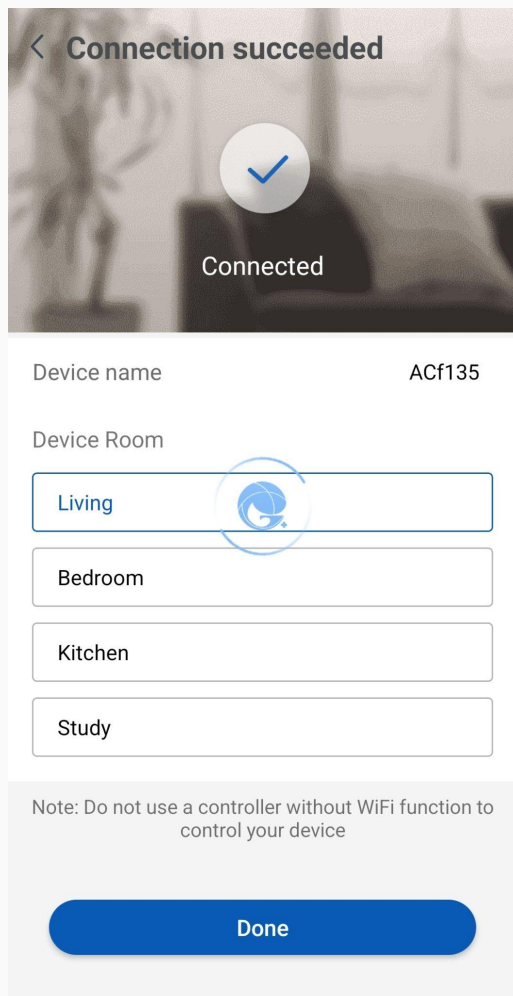 Connection succeeded
Connected
Device name ACf135
Device Room
Living
Bedroom
Kitchen
Study
Note: Do not use a controller without WiFi function to
control your device
Done